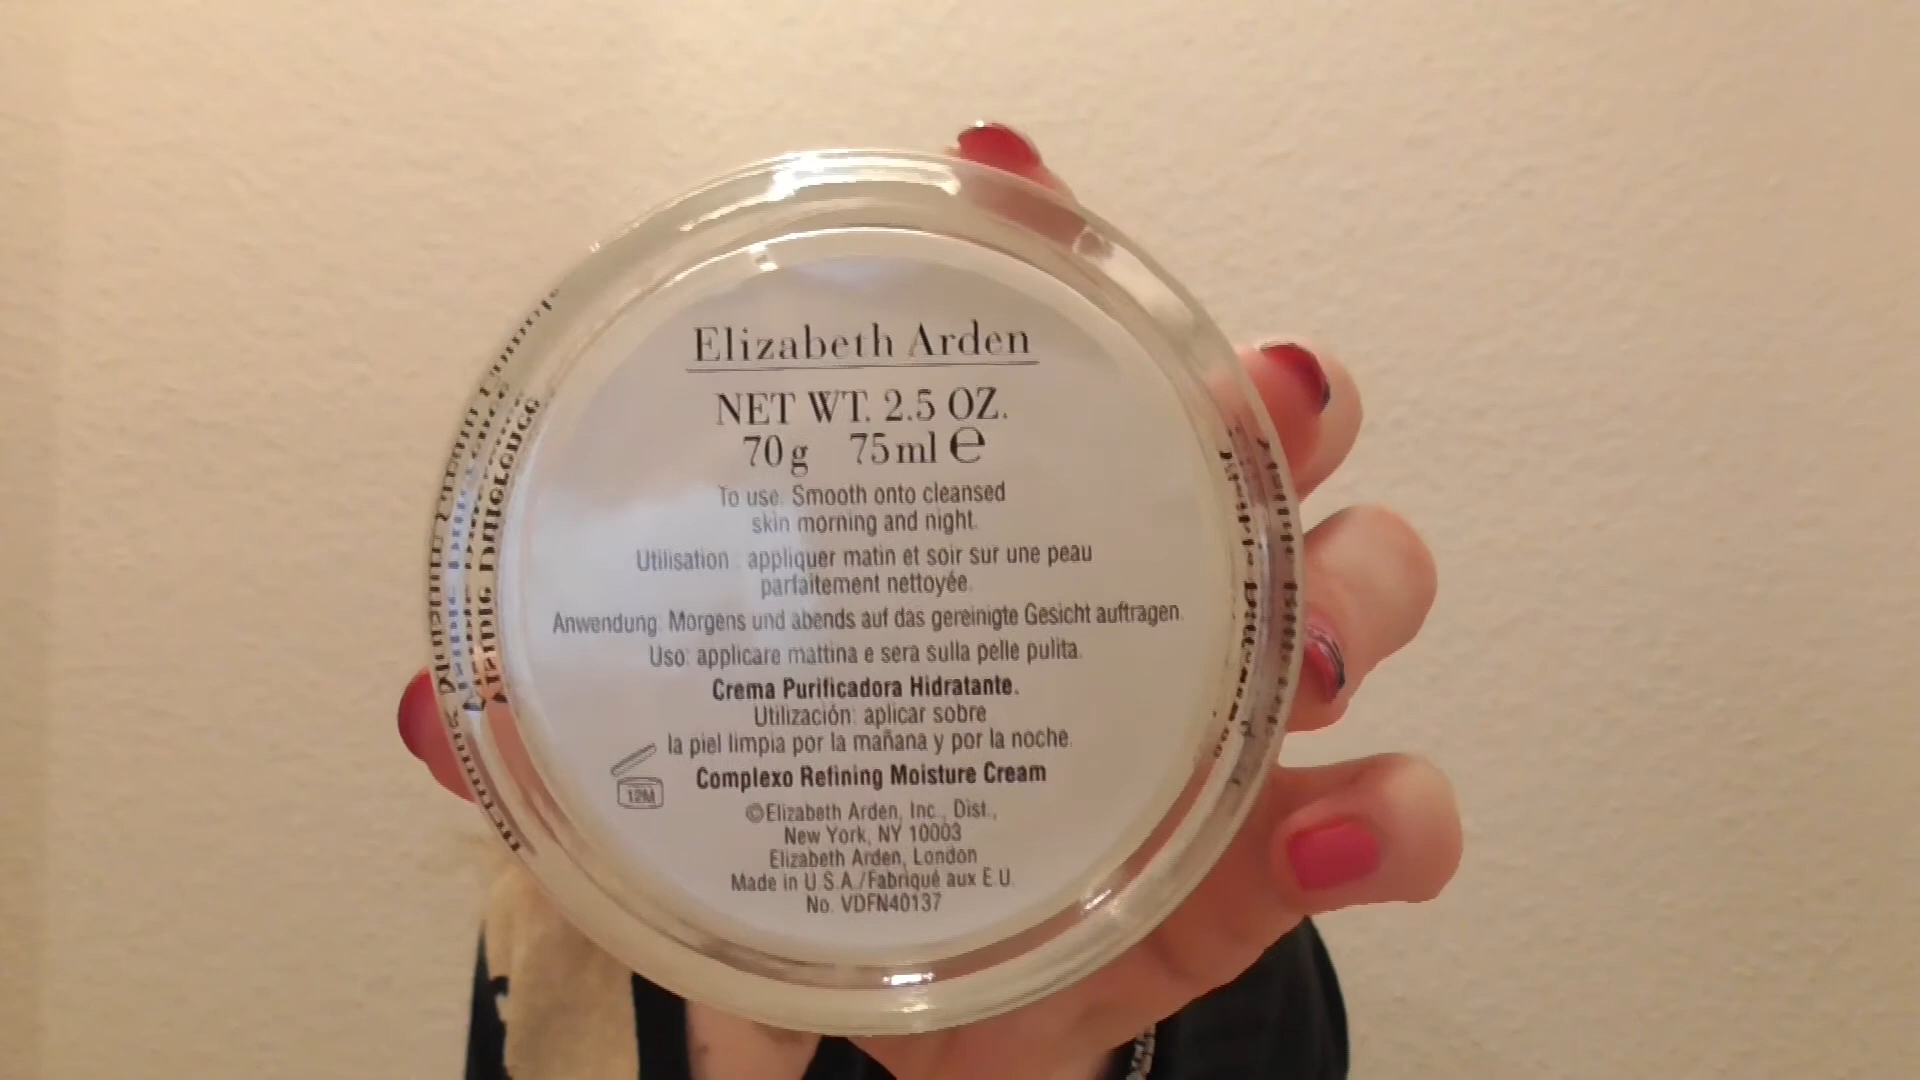 Elizabeth Arden
NET WT. 2.5 OZ.
70 g 75 ml e
To use: Smooth onto cleansed
skin morning and night.
Utilisation : appliquer matin et soir sur une peau
parfaitement nettoyée.
Anwendung: Morgens und abends auf das gereinigte Gesicht auftragen.
Uso: applicare mattina e sera sulla pelle pulita.
Crema Purificadora Hidratante.
Utilización: aplicar sobre
la piel limpia por la mañana y por la noche.
12M
Complexo Refining Moisture Cream
©Elizabeth Arden, Inc., Dist.,
New York, NY 10003
Elizabeth Arden, London
Made in U.S.A./Fabriqué aux E.U.
No. VDFN40137